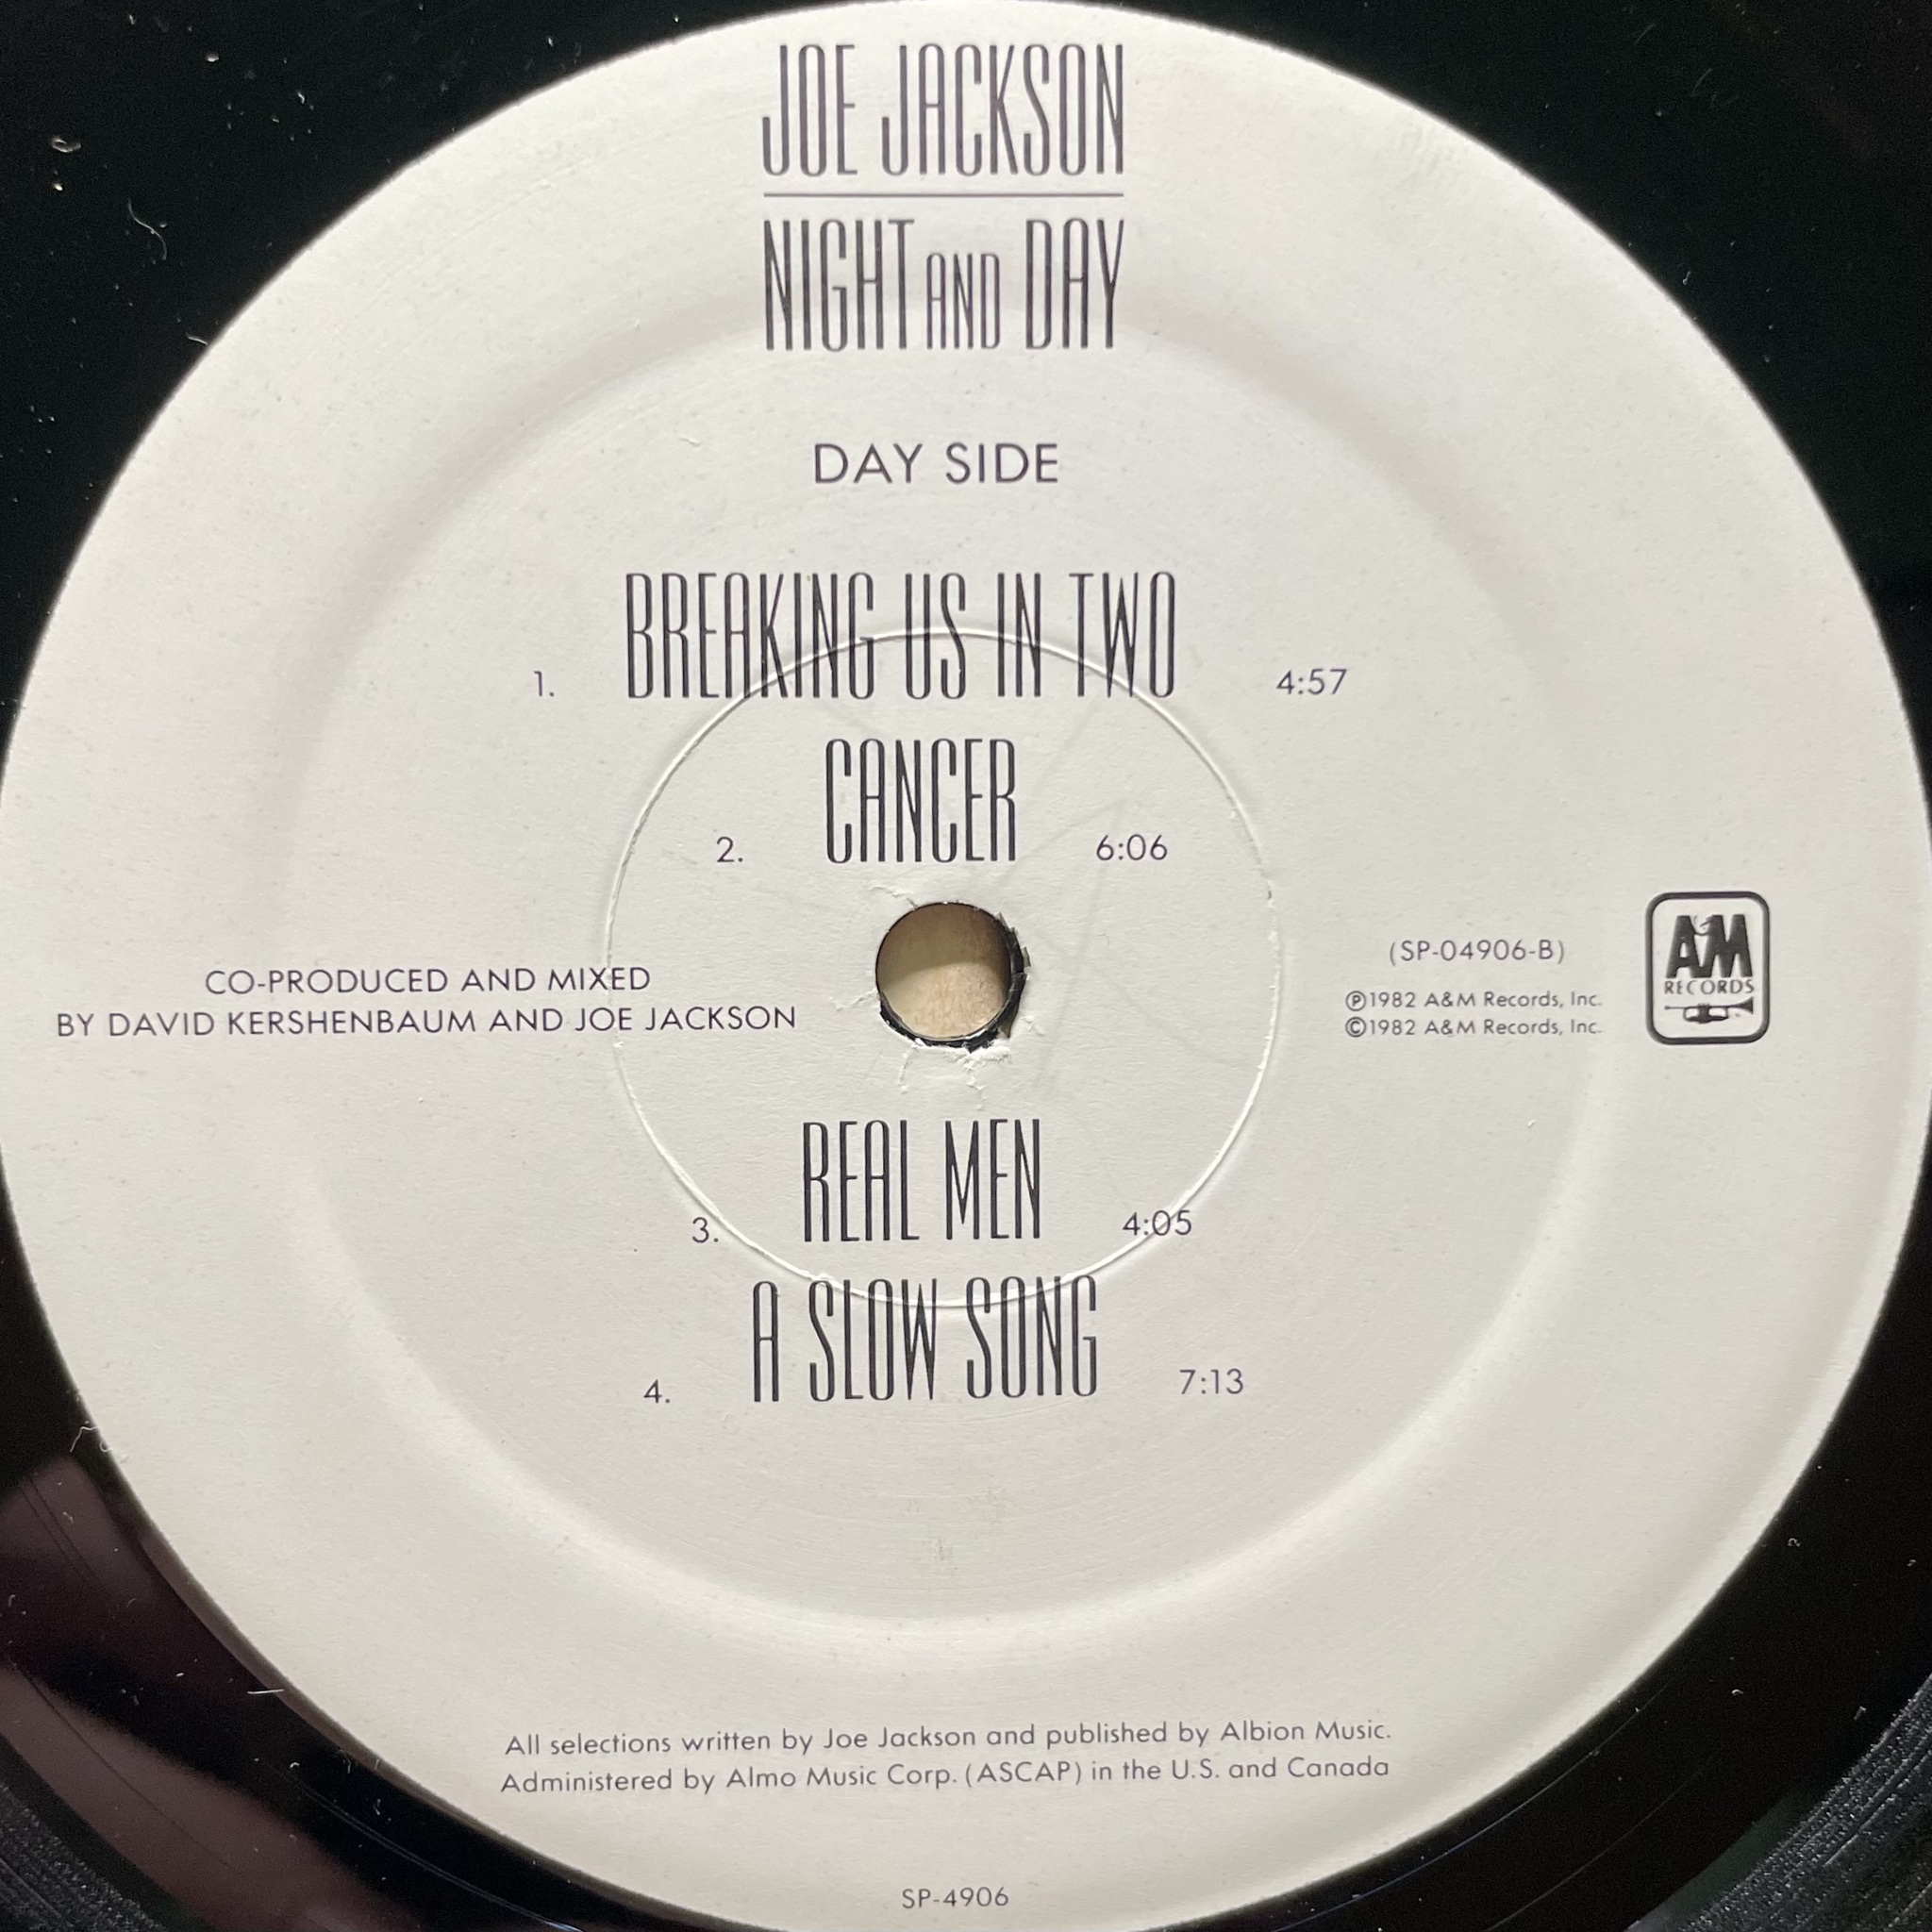 JOE JACKSON
NIGHT AND DAY
DAY SIDE
1. BREAKING US IN TWO 4:57
2. CANCER 6:06
CO-PRODUCED AND MIXED
BY DAVID KERSHENBAUM AND JOE JACKSON
(SP-04906-B)
℗1982 A&M Records, Inc.
©1982 A&M Records, Inc.
A&M
RECORDS
3. REAL MEN 4:05
4. A SLOW SONG 7:13
All selections written by Joe Jackson and published by Albion Music.
Administered by Almo Music Corp. (ASCAP) in the U.S. and Canada
SP-4906